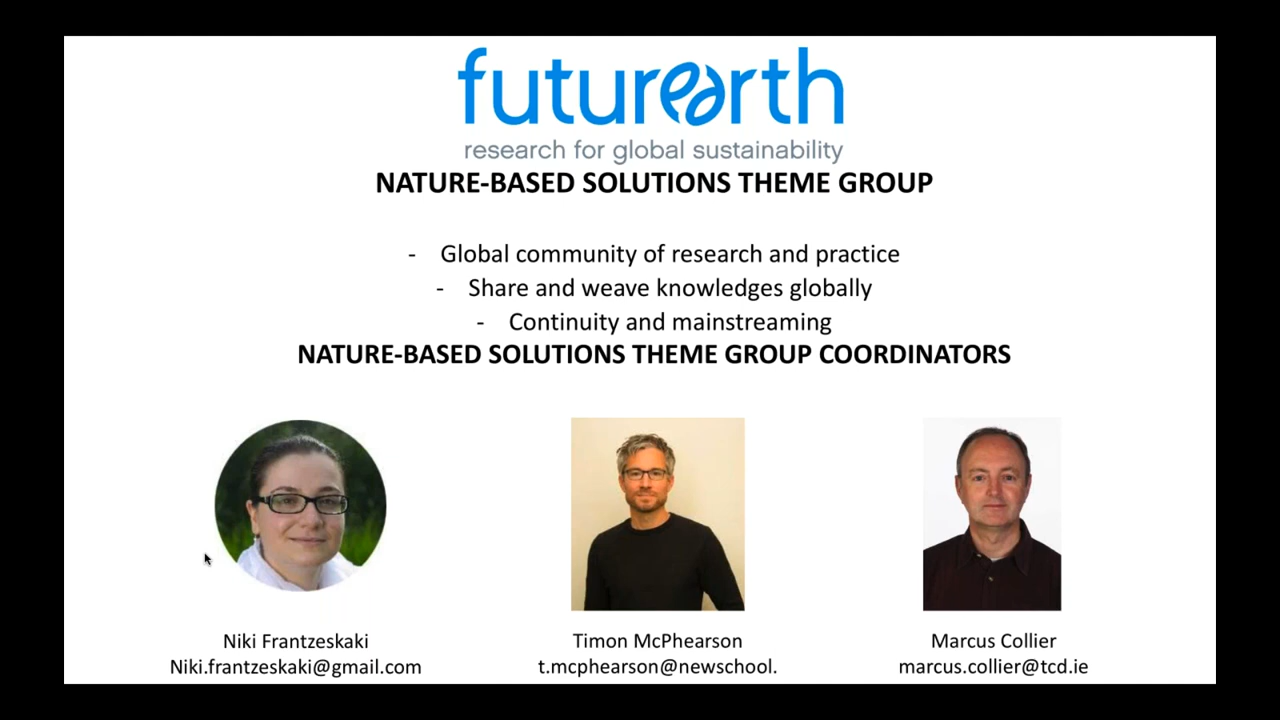 futurearth
research for global sustainability
NATURE-BASED SOLUTIONS THEME GROUP
- Global community of research and practice
- Share and weave knowledges globally
- Continuity and mainstreaming
NATURE-BASED SOLUTIONS THEME GROUP COORDINATORS
Niki Frantzeskaki
Niki.frantzeskaki@gmail.com
Timon McPhearson
t.mcphearson@newschool.
Marcus Collier
marcus.collier@tcd.ie